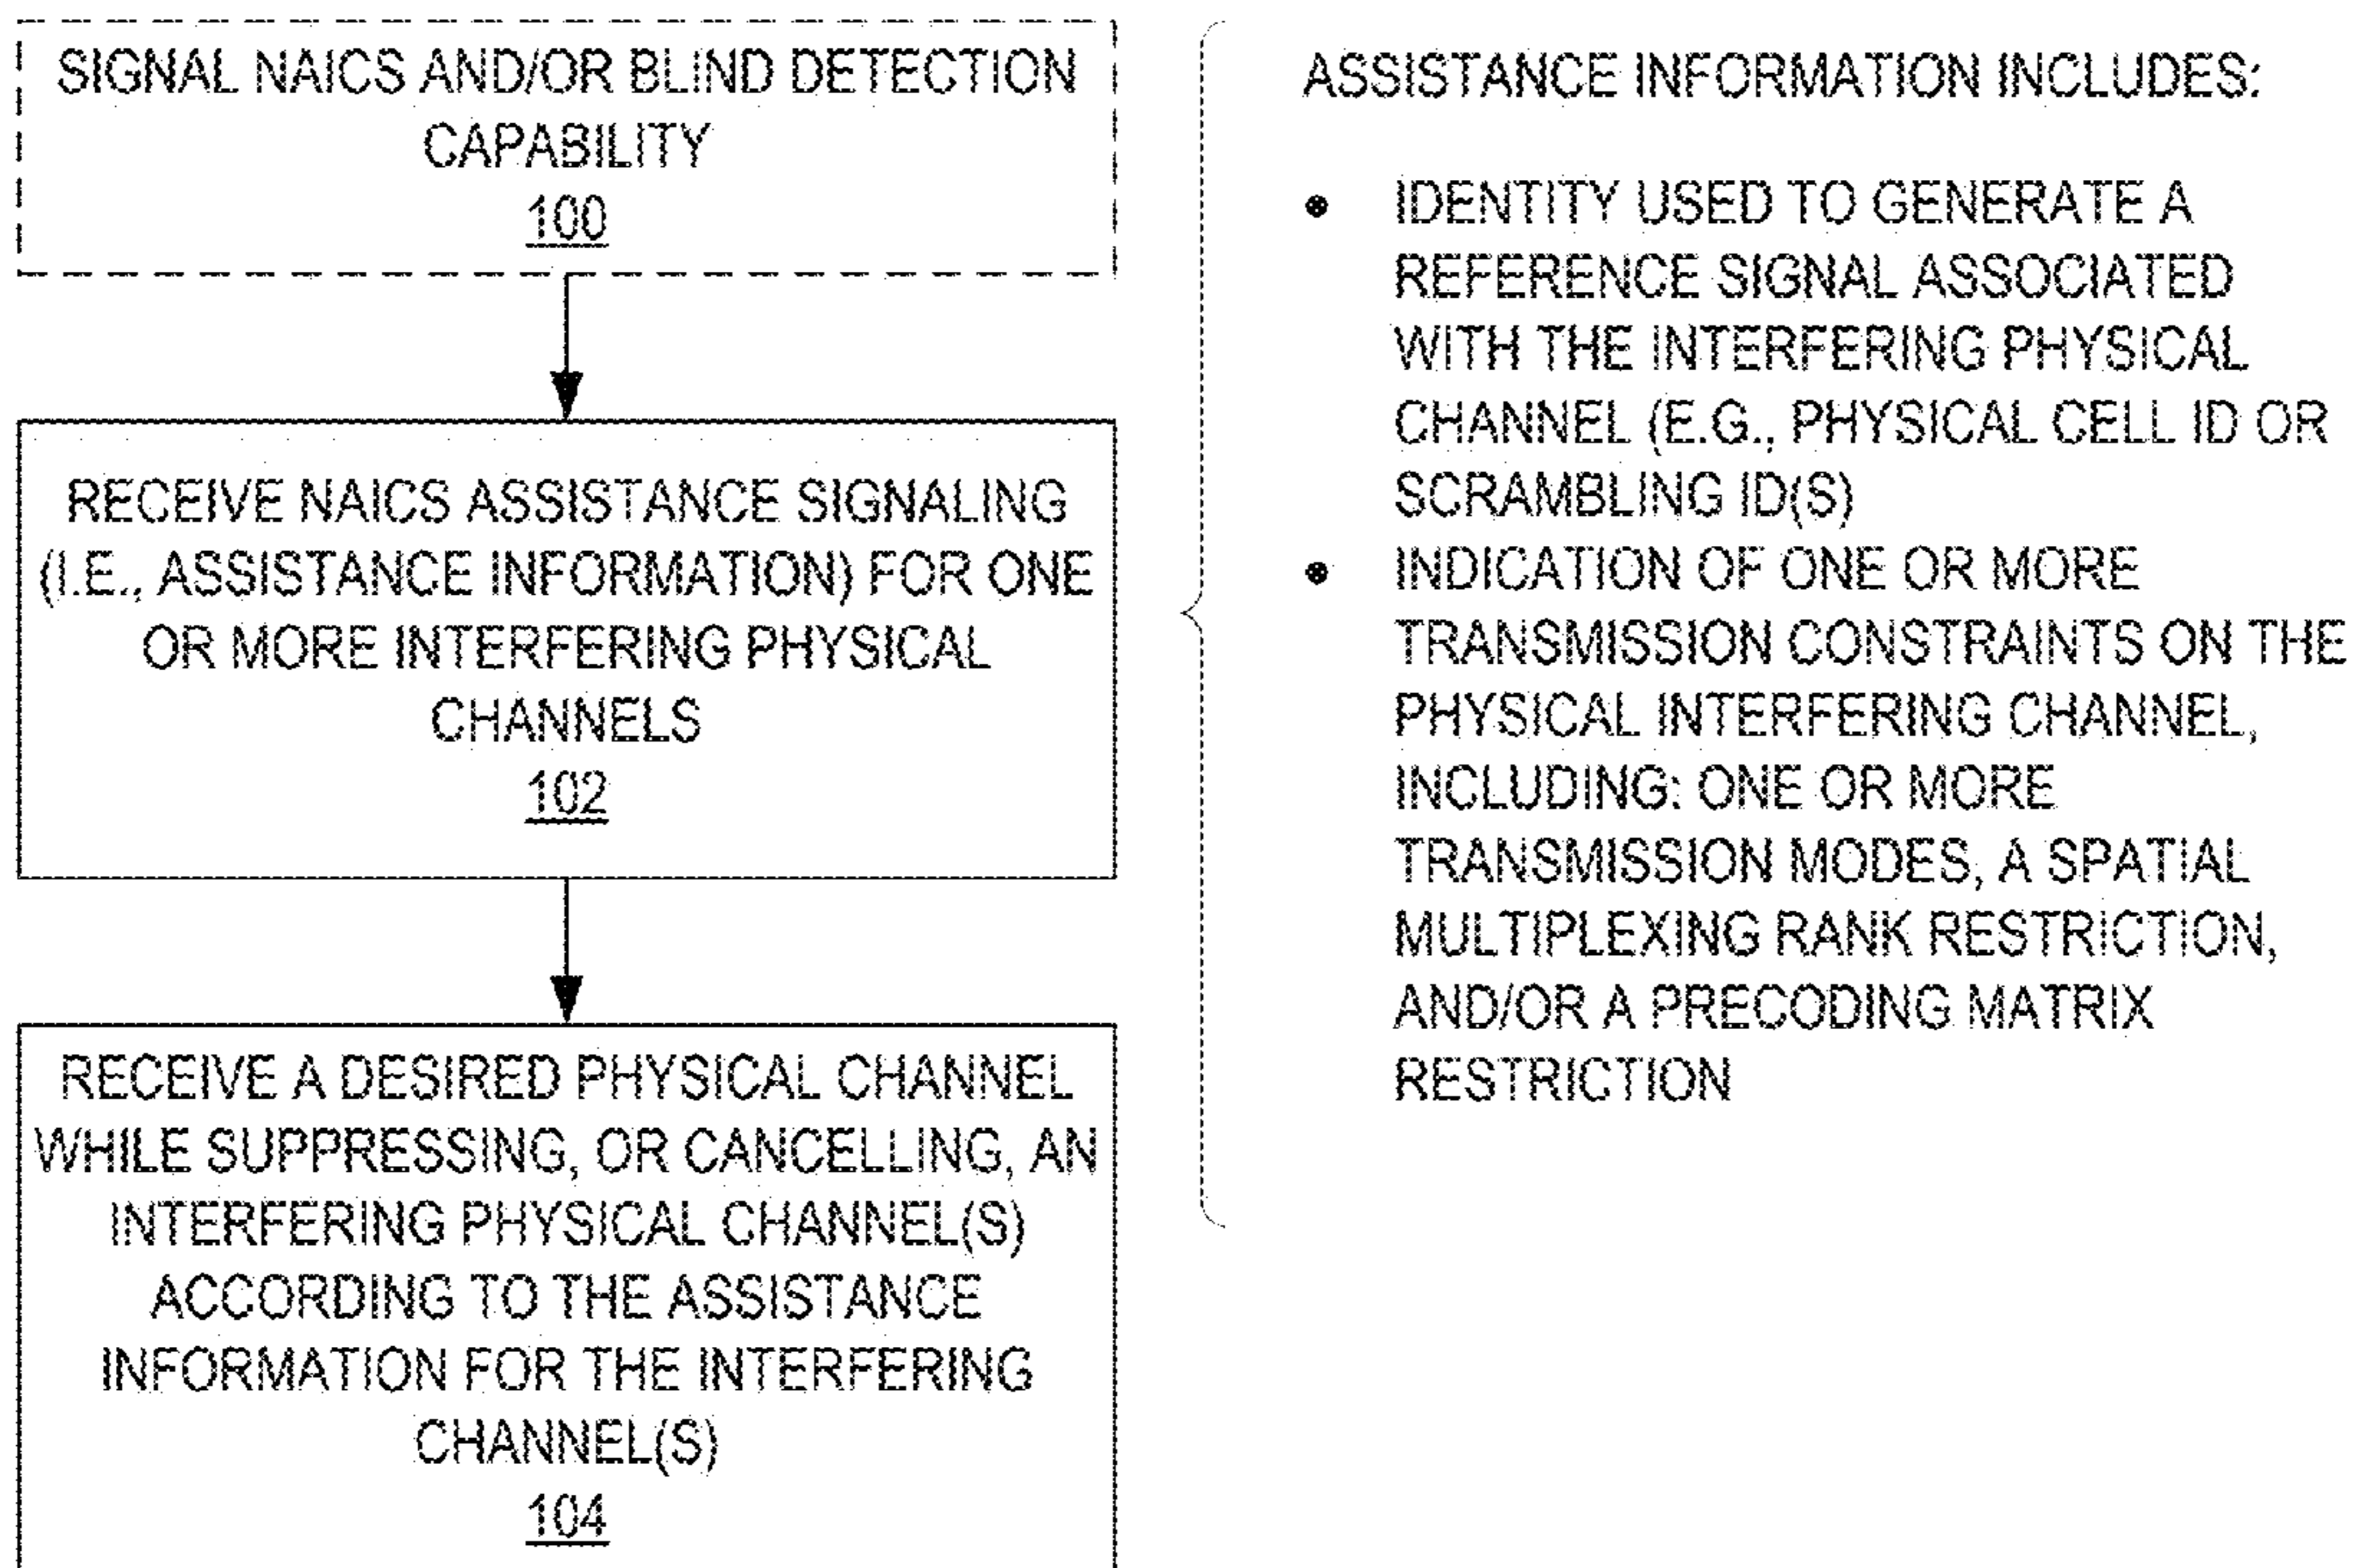 SIGNAL NAICS AND/OR BLIND DETECTION
CAPABILITY
100
RECEIVE NAICS ASSISTANCE SIGNALING
(I.E., ASSISTANCE INFORMATION) FOR ONE
OR MORE INTERFERING PHYSICAL
CHANNELS
102
RECEIVE A DESIRED PHYSICAL CHANNEL
WHILE SUPPRESSING, OR CANCELLING, AN
INTERFERING PHYSICAL CHANNEL(S)
ACCORDING TO THE ASSISTANCE
INFORMATION FOR THE INTERFERING
CHANNEL(S)
104
ASSISTANCE INFORMATION INCLUDES:
• IDENTITY USED TO GENERATE A
REFERENCE SIGNAL ASSOCIATED
WITH THE INTERFERING PHYSICAL
CHANNEL (E.G., PHYSICAL CELL ID OR
SCRAMBLING ID(S)
• INDICATION OF ONE OR MORE
TRANSMISSION CONSTRAINTS ON THE
PHYSICAL INTERFERING CHANNEL,
INCLUDING: ONE OR MORE
TRANSMISSION MODES, A SPATIAL
MULTIPLEXING RANK RESTRICTION,
AND/OR A PRECODING MATRIX
RESTRICTION